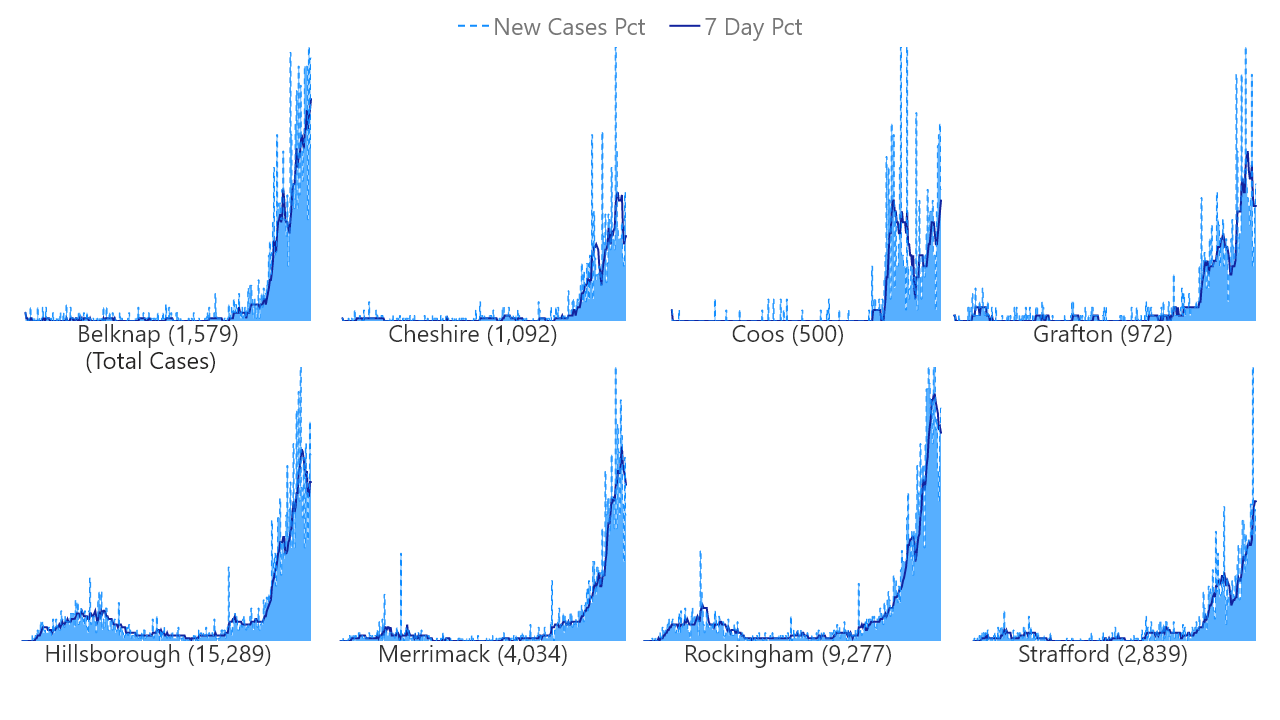 New Cases Pct 7 Day Pct
Belknap (1,579) Cheshire (1,092) Coos (500) Grafton (972)
(Total Cases)
Hillsborough (15,289) Merrimack (4,034) Rockingham (9,277) Strafford (2,839)